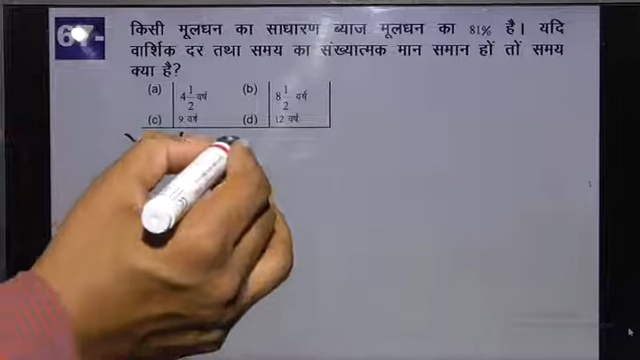 67-
किसी मूलधन का साधारण ब्याज मूलधन का 81% है। यदि
वार्शिक दर तथा समय का संख्यात्मक मान समान हों तों समय
क्या है?
(a) 4 1/2 वर्ष (b) 8 1/2 वर्ष
(c) 9 वर्ष (d) 12 वर्ष